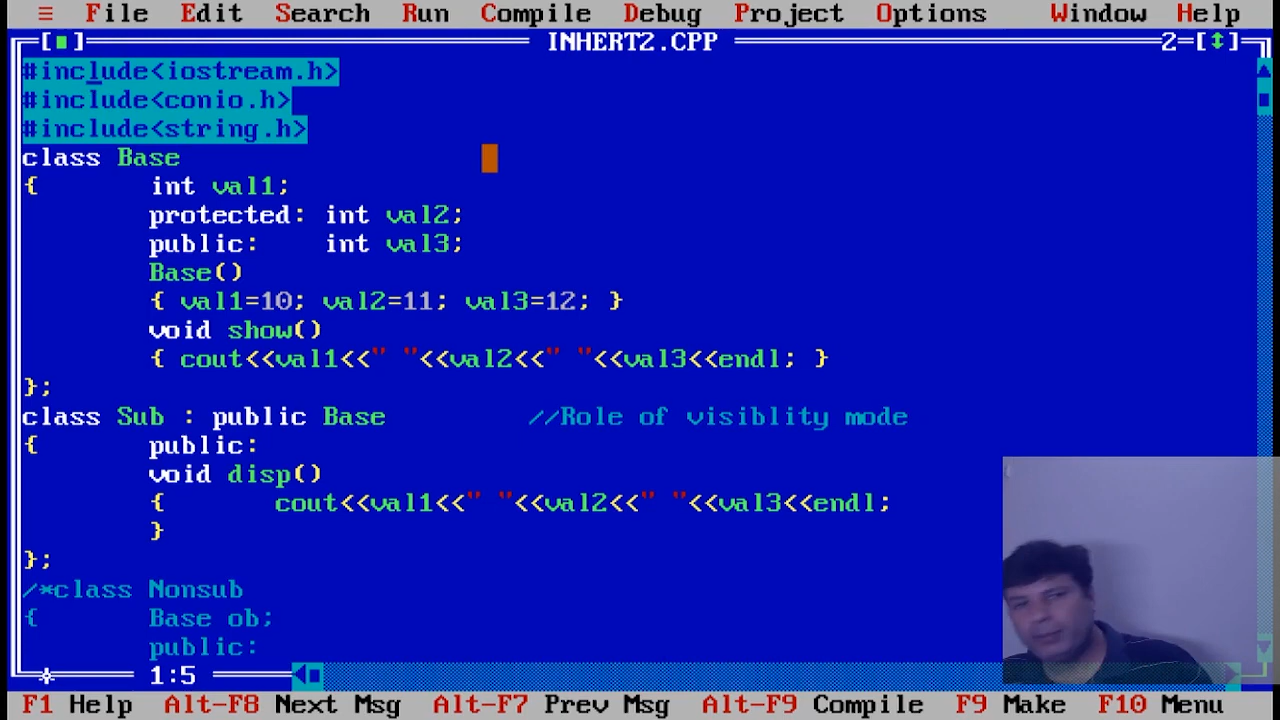 ≡ File Edit Search Run Compile Debug Project Options Window Help
[■] INHERT2.CPP 2=[↕]
#include<iostream.h>
#include<conio.h>
#include<string.h>
class Base
{ int val1;
protected: int val2;
public: int val3;
Base()
{ val1=10; val2=11; val3=12; }
void show()
{ cout<<val1<<" "<<val2<<" "<<val3<<endl; }
};
class Sub : public Base //Role of visiblity mode
{ public:
void disp()
{ cout<<val1<<" "<<val2<<" "<<val3<<endl;
}
};
/*class Nonsub
{ Base ob;
public:
1:5
F1 Help Alt-F8 Next Msg Alt-F7 Prev Msg Alt-F9 Compile F9 Make F10 Menu